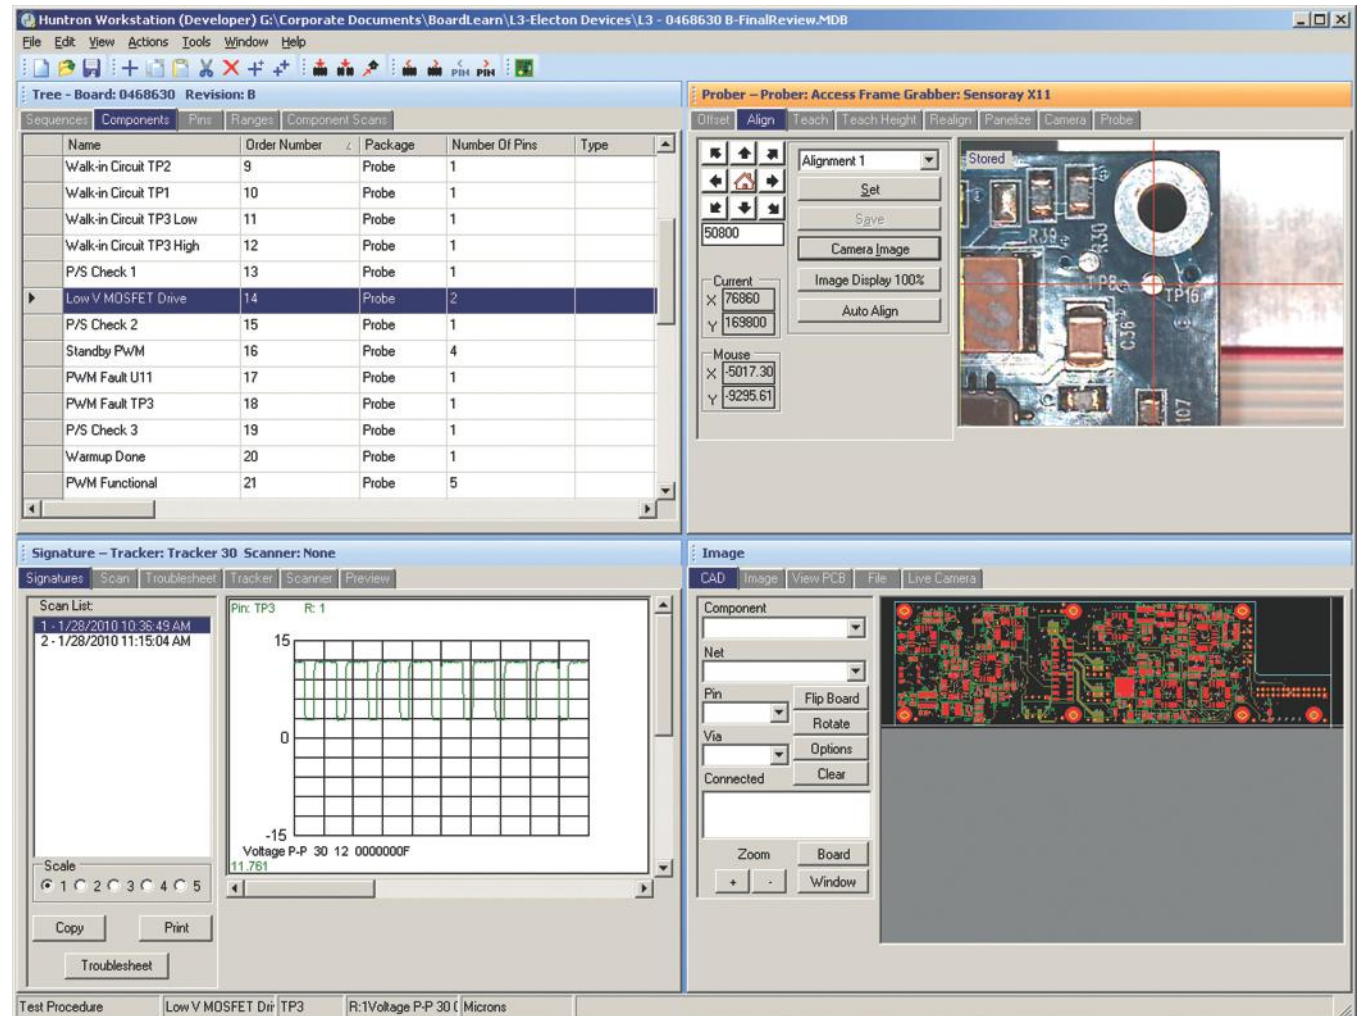 Huntron Workstation (Developer) G:\Corporate Documents\BoardLearn\L3-Electon Devices\L3 - 0468630 B-FinalReview.MDB
File Edit View Actions Tools Window Help
PIN PIN
Tree - Board: 0468630 Revision: B
Sequences Components Pins Ranges Component Scans
Name Order Number Package Number Of Pins Type
Walk-in Circuit TP2 9 Probe 1
Walk-in Circuit TP1 10 Probe 1
Walk-in Circuit TP3 Low 11 Probe 1
Walk-in Circuit TP3 High 12 Probe 1
P/S Check 1 13 Probe 1
Low V MOSFET Drive 14 Probe 2
P/S Check 2 15 Probe 1
Standby PWM 16 Probe 4
PWM Fault U11 17 Probe 1
PWM Fault TP3 18 Probe 1
P/S Check 3 19 Probe 1
Warmup Done 20 Probe 1
PWM Functional 21 Probe 5
Prober – Prober: Access Frame Grabber: Sensoray X11
Offset Align Teach Teach Height Realign Panelize Camera Probe
50800
Current
X 76860
Y 169800
Mouse
X -5017.30
Y -9295.61
Alignment 1
Set
Save
Camera Image
Image Display 100%
Auto Align
Stored
R39
R30
TP8
TP16
C36
107
Signature – Tracker: Tracker 30 Scanner: None
Signatures Scan Troublesheet Tracker Scanner Preview
Scan List:
1 - 1/28/2010 10:36:49 AM
2 - 1/28/2010 11:15:04 AM
Scale
1 2 3 4 5
Copy Print
Troublesheet
Pin: TP3 R: 1
15
0
-15
Voltage P-P 30 12 0000000F
11.761
Image
CAD Image View PCB File Live Camera
Component
Net
Pin
Via
Connected
Flip Board
Rotate
Options
Clear
Zoom
+ -
Board
Window
Test Procedure Low V MOSFET Dri TP3 R:1Voltage P-P 30 0 Microns